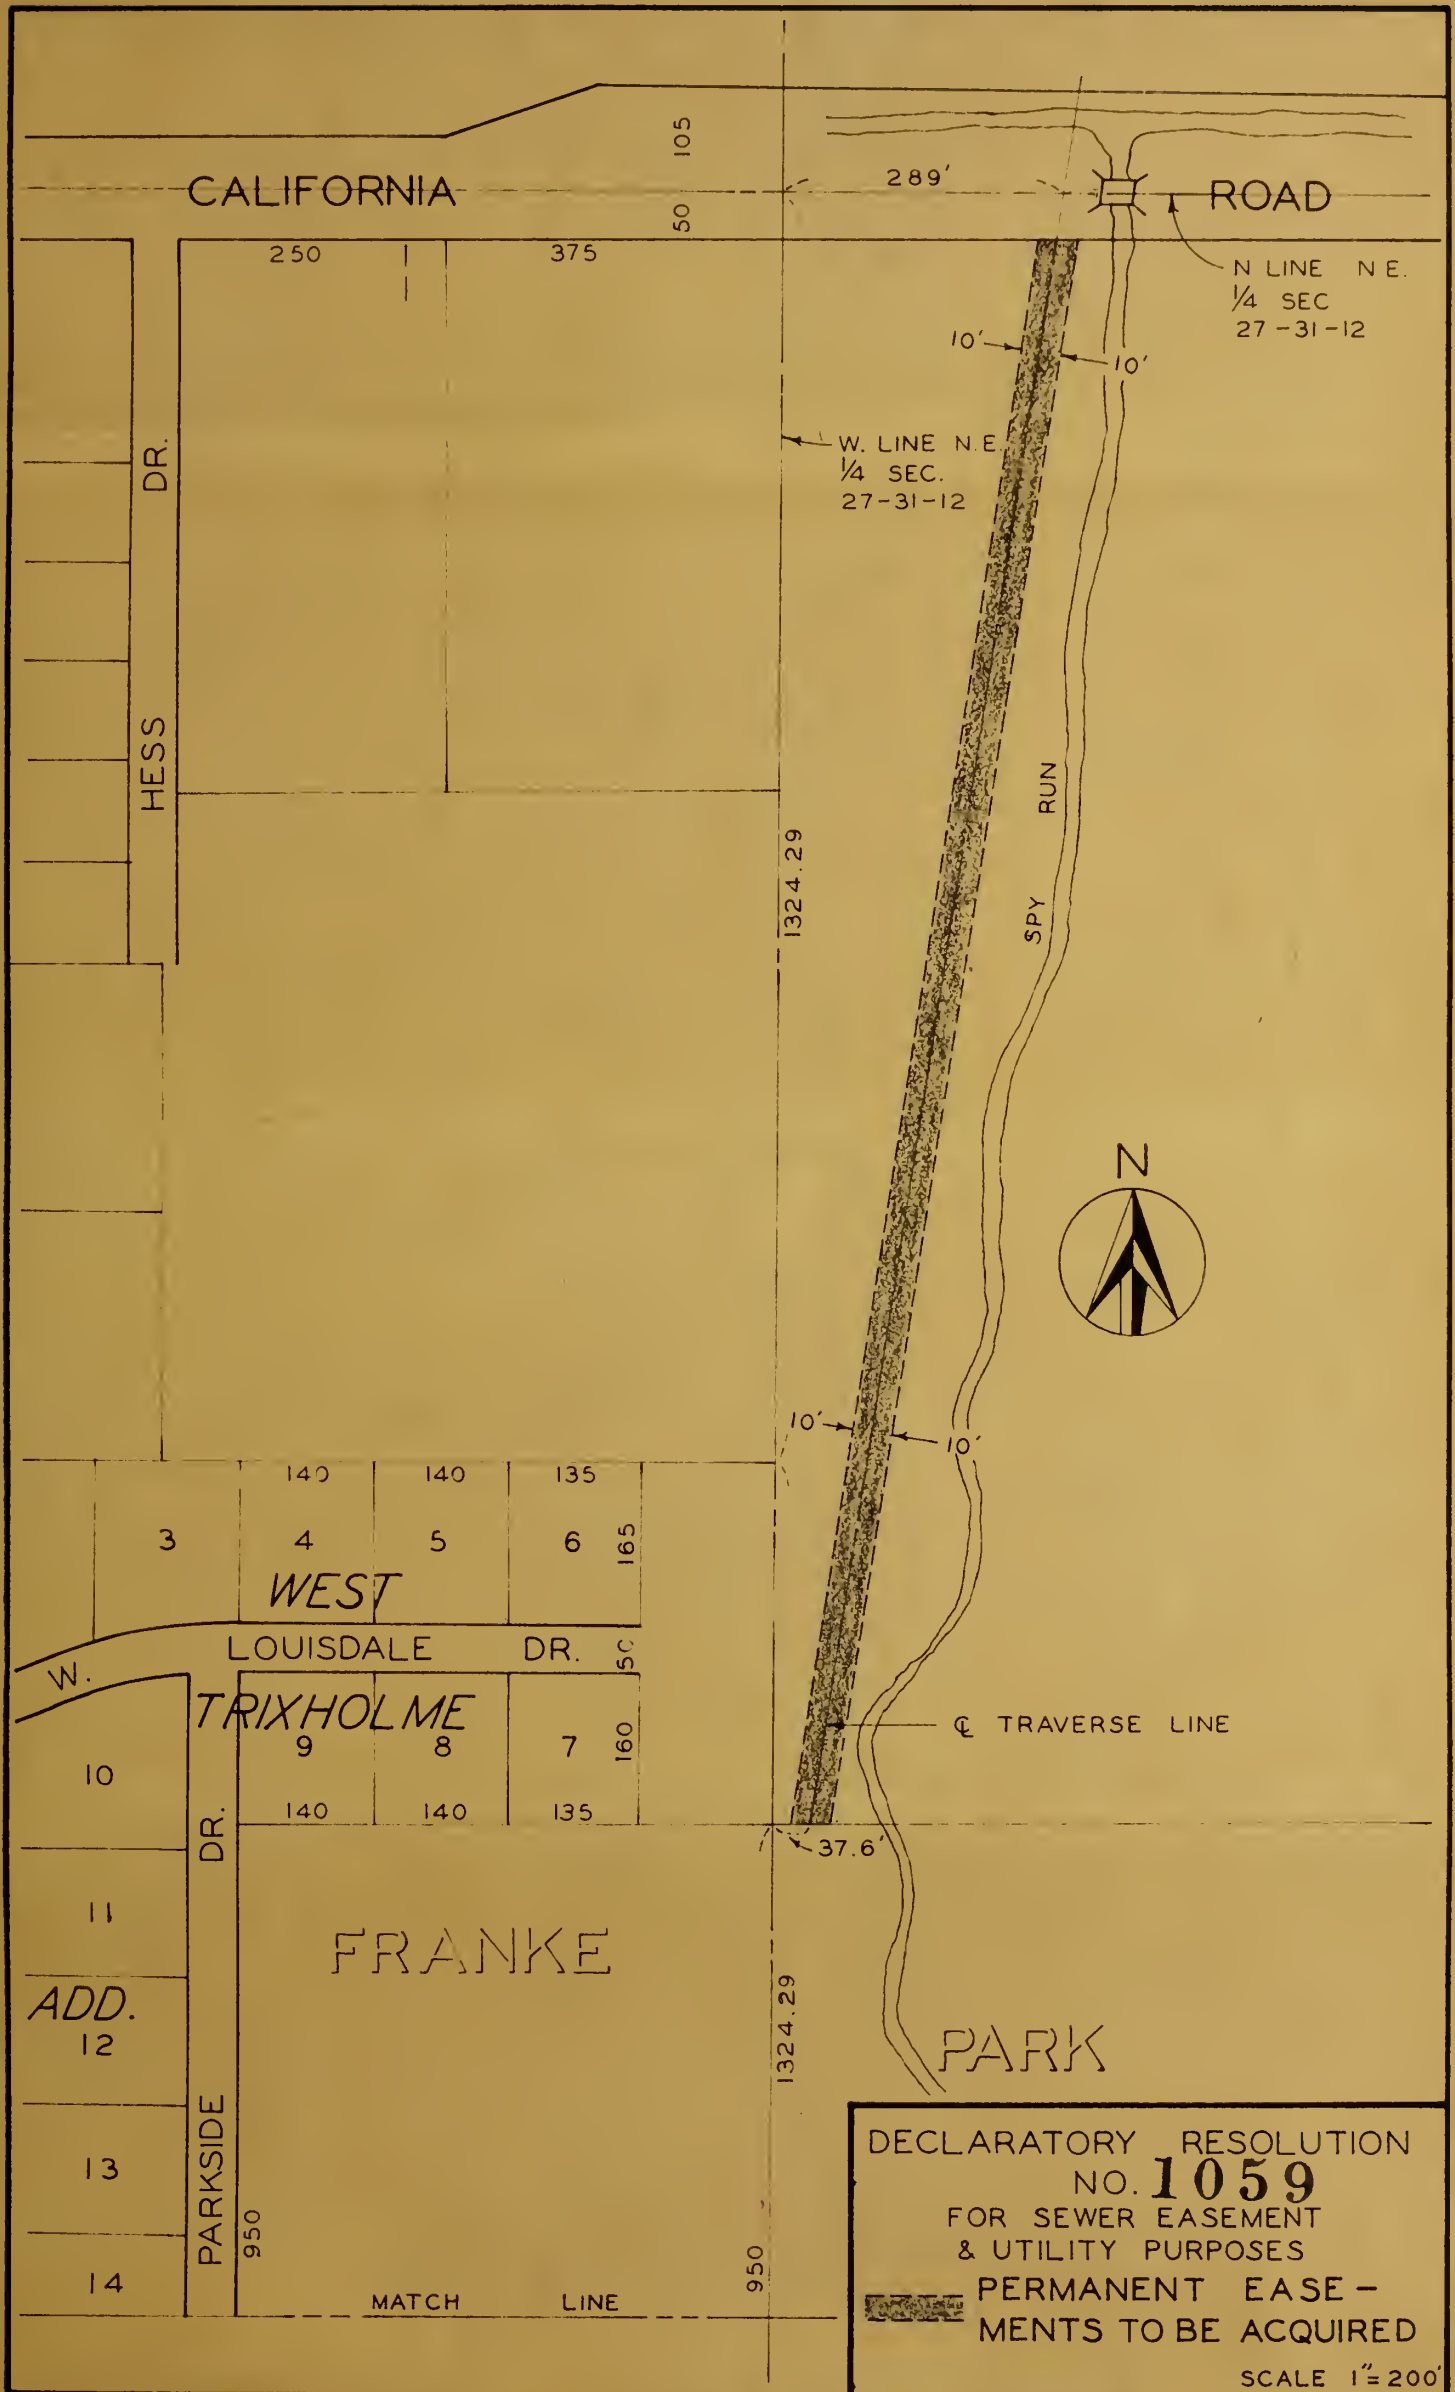 105
CALIFORNIA
289'
ROAD
50
250
375
N LINE N E.
1/4 SEC
27-31-12
10'
10'
DR.
W. LINE N.E.
1/4 SEC.
27-31-12
HESS
RUN
1324.29
SPY
N
10'
10'
140
140
135
3
4
5
6
165
WEST
LOUISDALE DR.
50
W.
TRIXHOLME
9
8
7
160
℄ TRAVERSE LINE
10
140
140
135
DR.
37.6'
11
FRANKE
ADD.
12
1324.29
PARK
13
PARKSIDE
950
950
14
MATCH LINE
DECLARATORY RESOLUTION
NO. 1059
FOR SEWER EASEMENT
& UTILITY PURPOSES
PERMANENT EASE-
MENTS TO BE ACQUIRED
SCALE 1"=200'